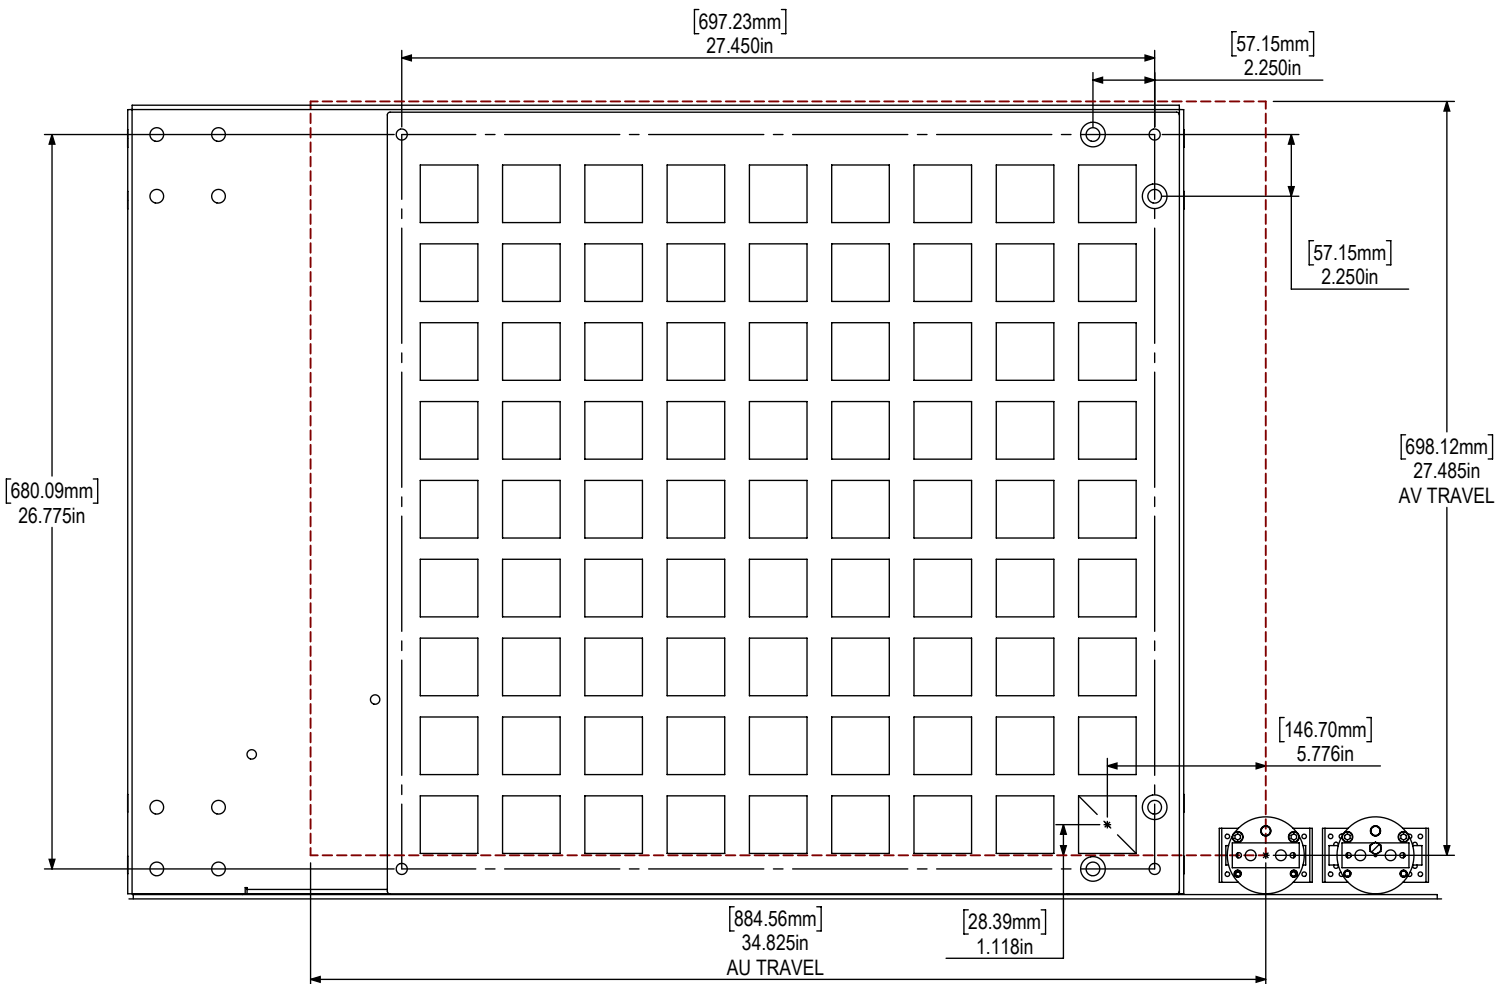 [697.23mm]
27.450in
[57.15mm]
2.250in
[57.15mm]
2.250in
[698.12mm]
27.485in
AV TRAVEL
[680.09mm]
26.775in
[146.70mm]
5.776in
[884.56mm]
34.825in
AU TRAVEL
[28.39mm]
1.118in